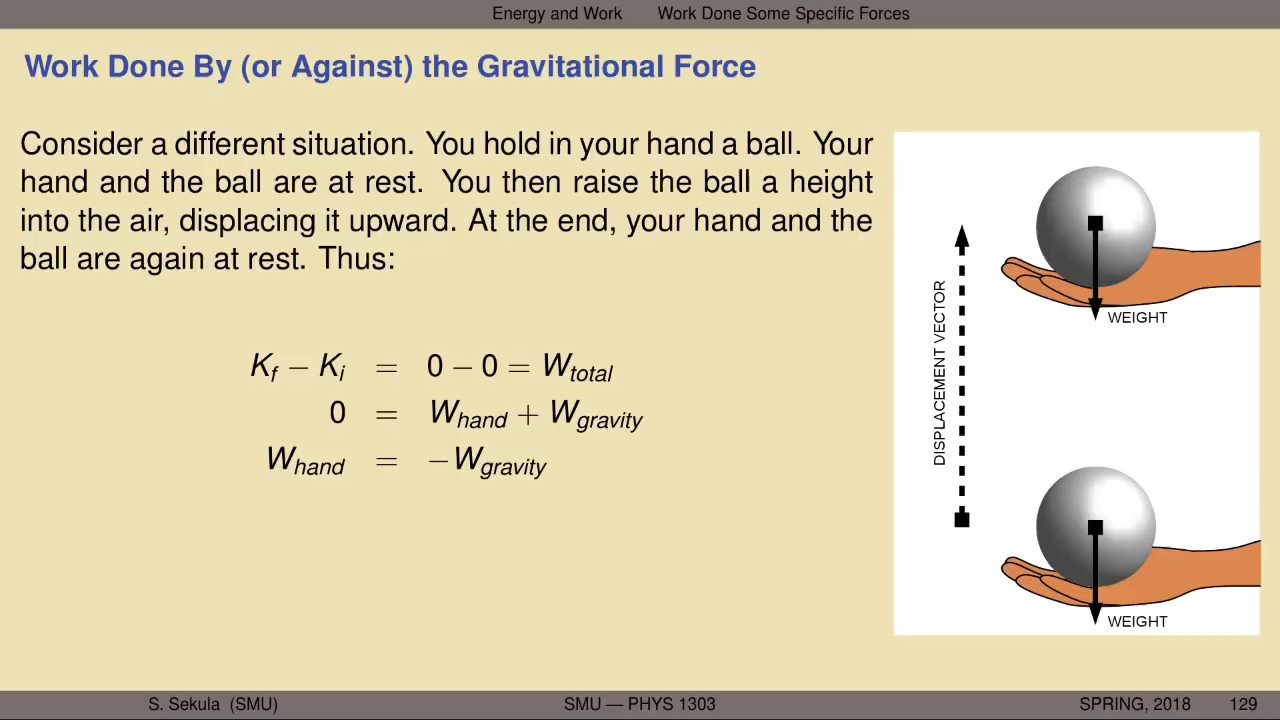 Energy and Work Work Done Some Specific Forces
Work Done By (or Against) the Gravitational Force
Consider a different situation. You hold in your hand a ball. Your
hand and the ball are at rest. You then raise the ball a height
into the air, displacing it upward. At the end, your hand and the
ball are again at rest. Thus:
K_f − K_i = 0 − 0 = W_total
0 = W_hand + W_gravity
W_hand = −W_gravity
DISPLACEMENT VECTOR
WEIGHT
WEIGHT
S. Sekula (SMU) SMU — PHYS 1303 SPRING, 2018 129